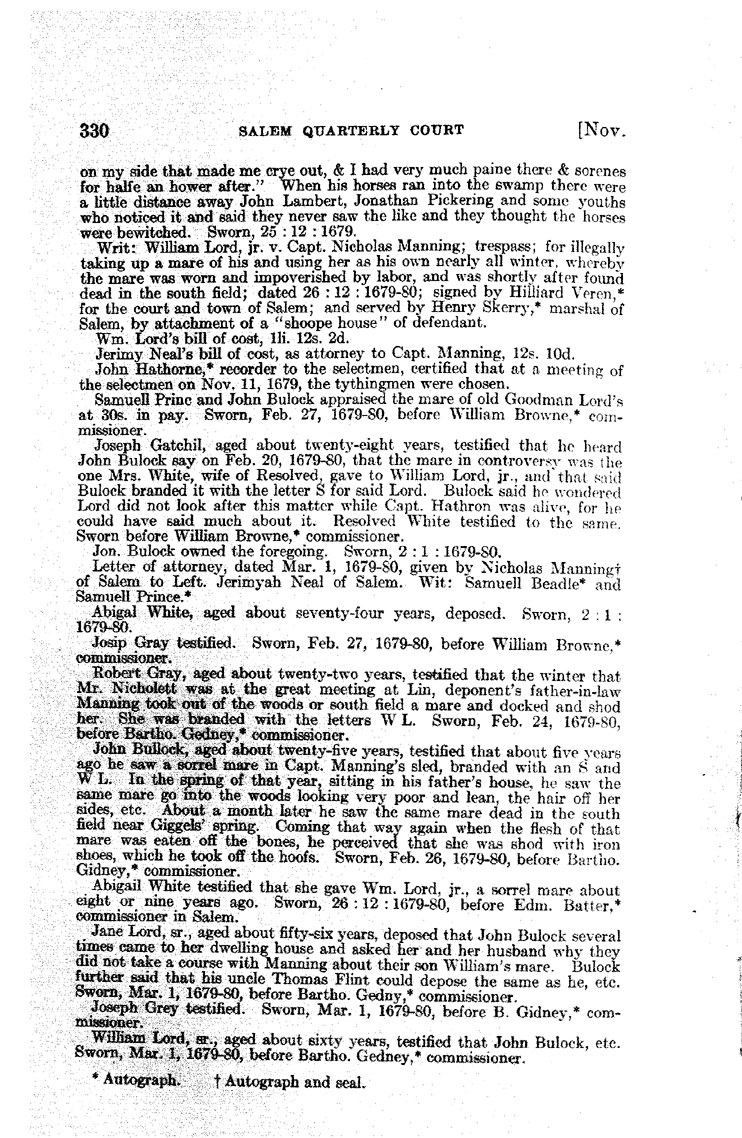 330 SALEM QUARTERLY COURT [Nov.
on my side that made me crye out, & I had very much paine there & sorenes
for halfe an hower after." When his horses ran into the swamp there were
a little distance away John Lambert, Jonathan Pickering and some youths
who noticed it and said they never saw the like and they thought the horses
were bewitched. Sworn, 25 : 12 : 1679.
Writ: William Lord, jr. v. Capt. Nicholas Manning; trespass; for illegally
taking up a mare of his and using her as his own nearly all winter, whereby
the mare was worn and impoverished by labor, and was shortly after found
dead in the south field; dated 26 : 12 : 1679-80; signed by Hilliard Veren,*
for the court and town of Salem; and served by Henry Skerry,* marshal of
Salem, by attachment of a "shoope house" of defendant.
Wm. Lord's bill of cost, 1li. 12s. 2d.
Jerimy Neal's bill of cost, as attorney to Capt. Manning, 12s. 10d.
John Hathorne,* recorder to the selectmen, certified that at a meeting of
the selectmen on Nov. 11, 1679, the tythingmen were chosen.
Samuell Princ and John Bulock appraised the mare of old Goodman Lord's
at 30s. in pay. Sworn, Feb. 27, 1679-80, before William Browne,* com-
missioner.
Joseph Gatchil, aged about twenty-eight years, testified that he heard
John Bulock say on Feb. 20, 1679-80, that the mare in controversy was the
one Mrs. White, wife of Resolved, gave to William Lord, jr., and that said
Bulock branded it with the letter S for said Lord. Bulock said he wondered
Lord did not look after this matter while Capt. Hathron was alive, for he
could have said much about it. Resolved White testified to the same.
Sworn before William Browne,* commissioner.
Jon. Bulock owned the foregoing. Sworn, 2 : 1 : 1679-80.
Letter of attorney, dated Mar. 1, 1679-80, given by Nicholas Manning†
of Salem to Left. Jerimyah Neal of Salem. Wit: Samuell Beadle* and
Samuell Prince.*
Abigal White, aged about seventy-four years, deposed. Sworn, 2 : 1 :
1679-80.
Josip Gray testified. Sworn, Feb. 27, 1679-80, before William Browne,*
commissioner.
Robert Gray, aged about twenty-two years, testified that the winter that
Mr. Nicholett was at the great meeting at Lin, deponent's father-in-law
Manning took out of the woods or south field a mare and docked and shod
her. She was branded with the letters W L. Sworn, Feb. 24, 1679-80,
before Bartho. Gedney,* commissioner.
John Bullock, aged about twenty-five years, testified that about five years
ago he saw a sorrel mare in Capt. Manning's sled, branded with an S and
W L. In the spring of that year, sitting in his father's house, he saw the
same mare go into the woods looking very poor and lean, the hair off her
sides, etc. About a month later he saw the same mare dead in the south
field near Giggels' spring. Coming that way again when the flesh of that
mare was eaten off the bones, he perceived that she was shod with iron
shoes, which he took off the hoofs. Sworn, Feb. 26, 1679-80, before Bartho.
Gidney,* commissioner.
Abigail White testified that she gave Wm. Lord, jr., a sorrel mare about
eight or nine years ago. Sworn, 26 : 12 : 1679-80, before Edm. Batter,*
commissioner in Salem.
Jane Lord, sr., aged about fifty-six years, deposed that John Bulock several
times came to her dwelling house and asked her and her husband why they
did not take a course with Manning about their son William's mare. Bulock
further said that his uncle Thomas Flint could depose the same as he, etc.
Sworn, Mar. 1, 1679-80, before Bartho. Gedny,* commissioner.
Joseph Grey testified. Sworn, Mar. 1, 1679-80, before B. Gidney,* com-
missioner.
William Lord, sr., aged about sixty years, testified that John Bulock, etc.
Sworn, Mar. 1, 1679-80, before Bartho. Gedney,* commissioner.
* Autograph. † Autograph and seal.